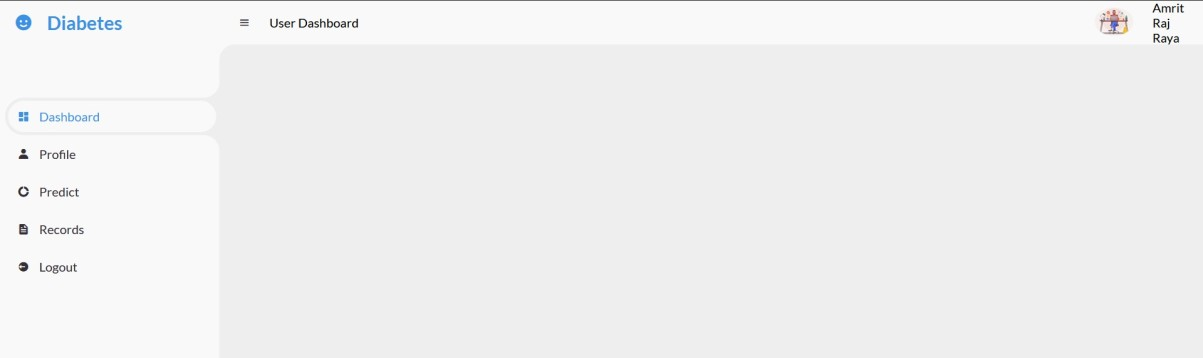 Diabetes
User Dashboard
Amrit
Raj
Raya
Dashboard
Profile
Predict
Records
Logout